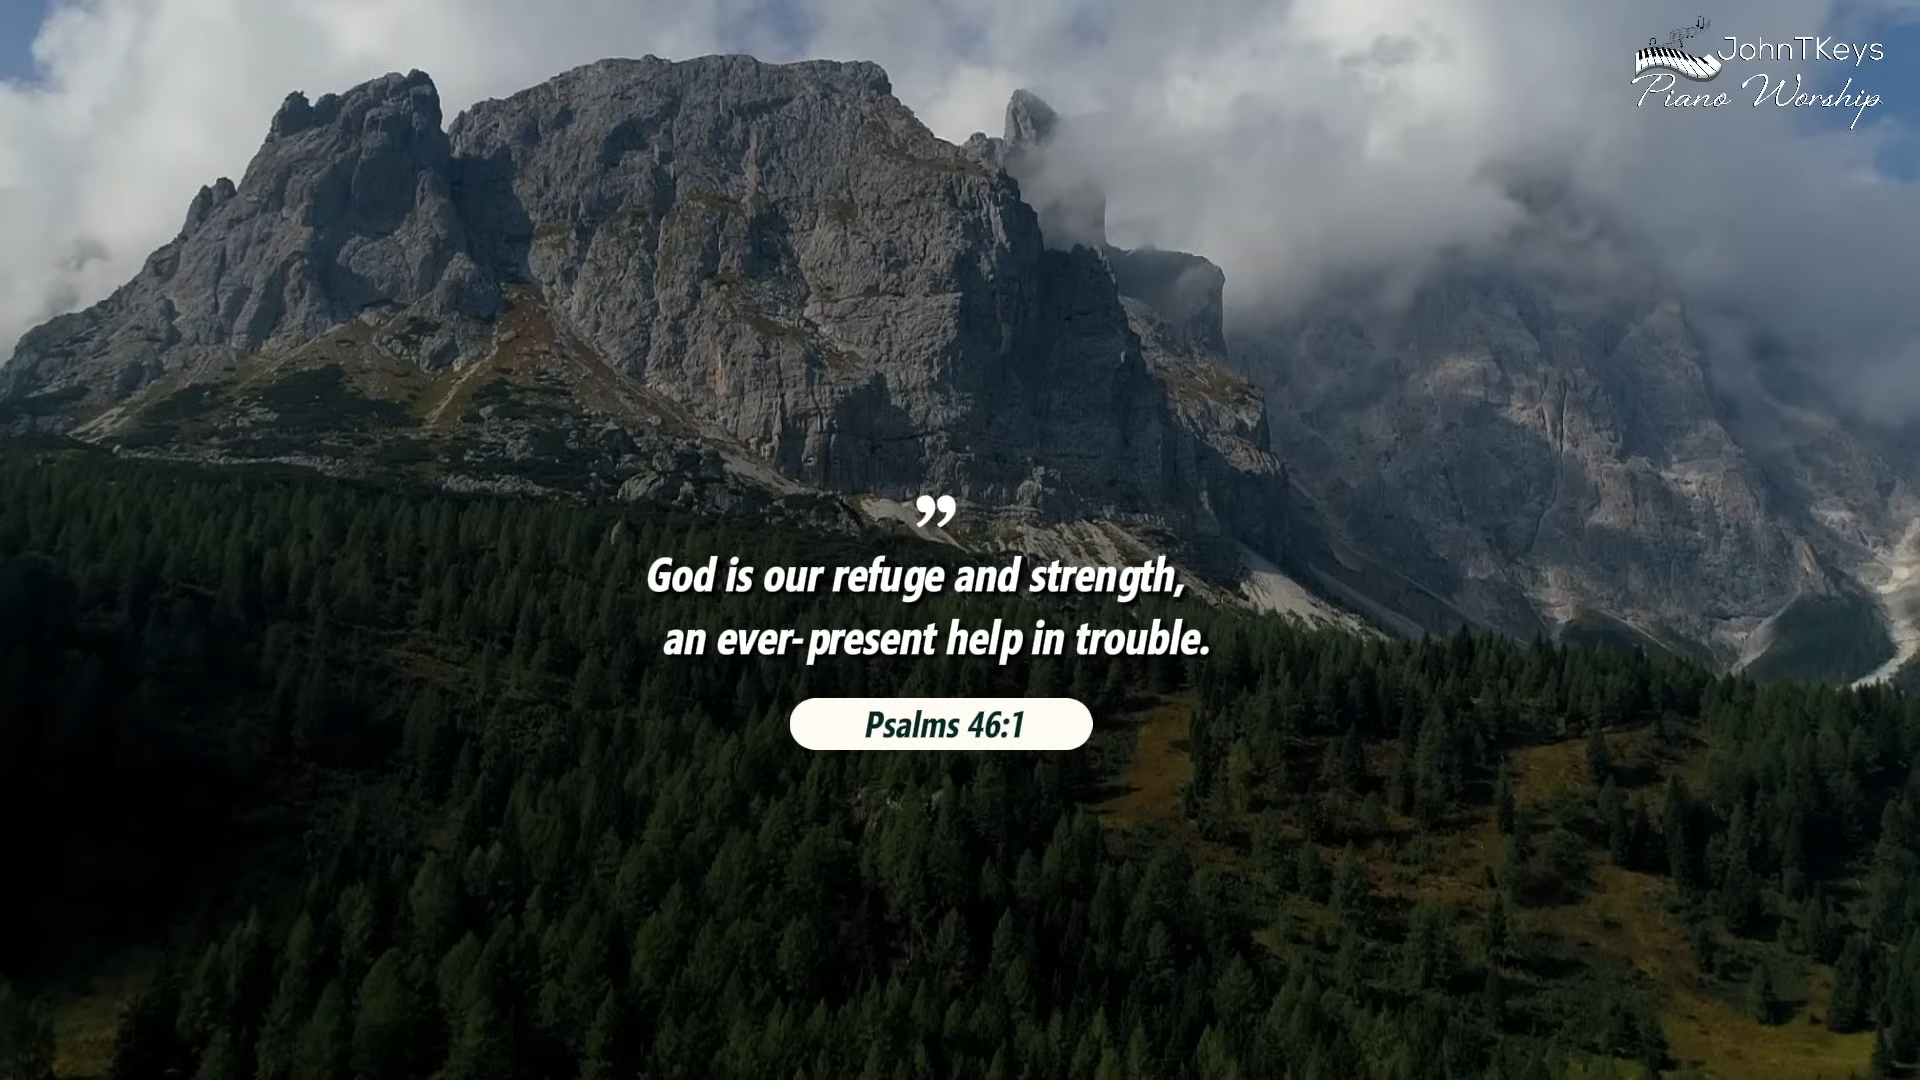 JohnTKeys
Piano Worship
”
God is our refuge and strength,
an ever-present help in trouble.
Psalms 46:1